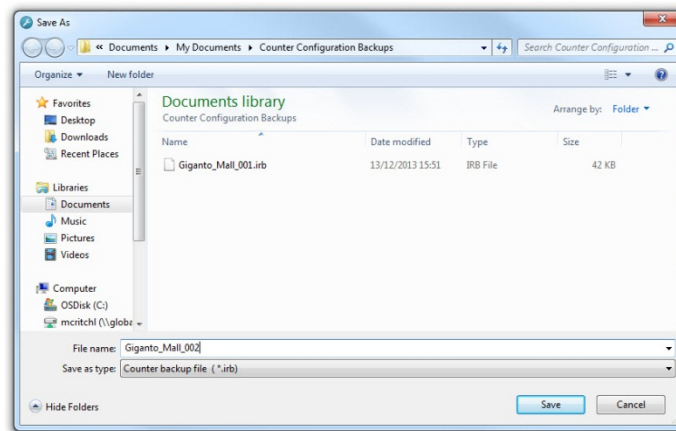 Save As
« Documents ▸ My Documents ▸ Counter Configuration Backups
Search Counter Configuration ...
Organize ▾ New folder
Favorites
Desktop
Downloads
Recent Places
Libraries
Documents
Music
Pictures
Videos
Computer
OSDisk (C:)
mcritchl (\\globa
Documents library
Counter Configuration Backups
Arrange by: Folder ▾
Name Date modified Type Size
Giganto_Mall_001.irb 13/12/2013 15:51 IRB File 42 KB
File name: Giganto_Mall_002
Save as type: Counter backup file ( *.irb)
Hide Folders
Save Cancel